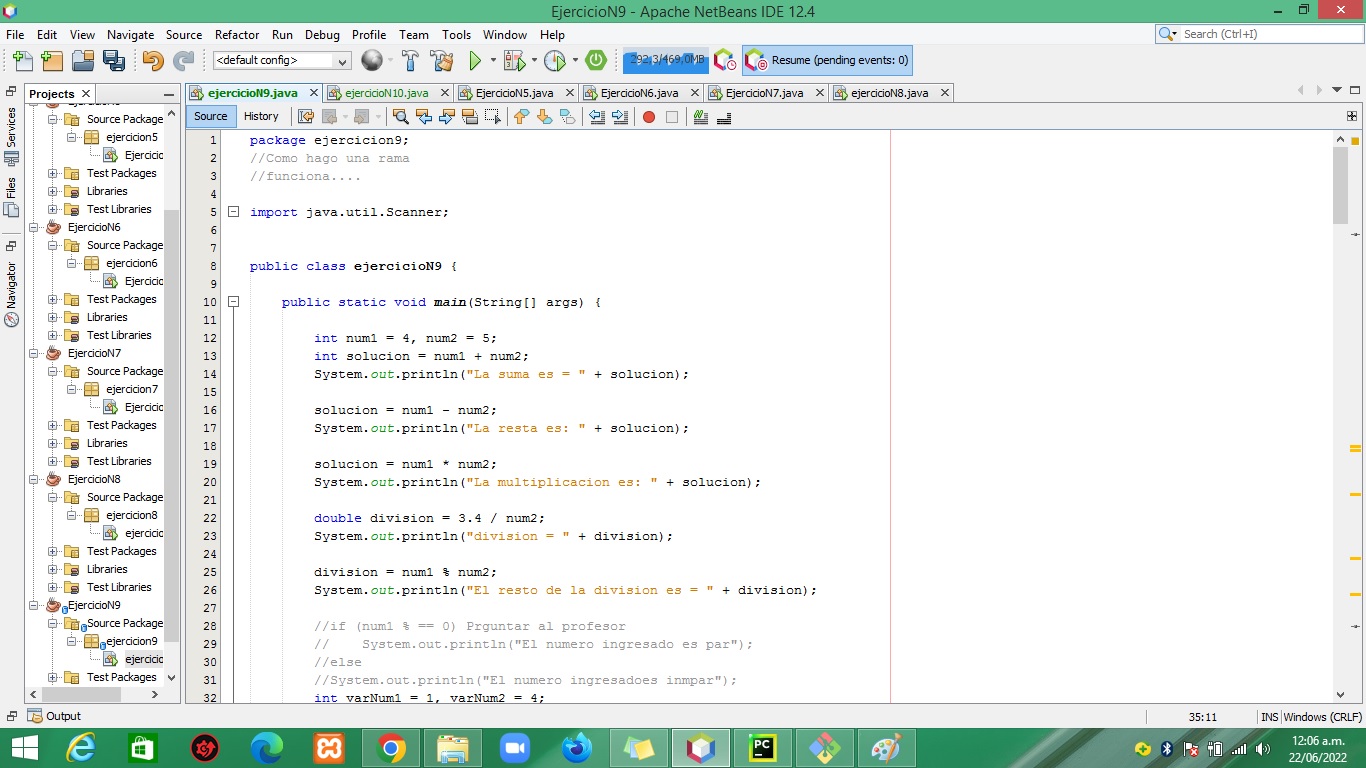 EjercicioN9 - Apache NetBeans IDE 12.4
File Edit View Navigate Source Refactor Run Debug Profile Team Tools Window Help
Search (Ctrl+I)
<default config>
292,3/469,0MB
Resume (pending events: 0)
Projects
ejercicioN9.java ejercicioN10.java EjercicioN5.java EjercicioN6.java EjercicioN7.java ejercicioN8.java
Source History
Services
Files
Navigator
Source Package
ejercicion5
Ejercicio
Test Packages
Libraries
Test Libraries
EjercicioN6
Source Package
ejercicion6
Ejercicio
Test Packages
Libraries
Test Libraries
EjercicioN7
Source Package
ejercicion7
Ejercicio
Test Packages
Libraries
Test Libraries
EjercicioN8
Source Package
ejercicion8
ejercicio
Test Packages
Libraries
Test Libraries
EjercicioN9
Source Package
ejercicion9
ejercicio
Test Packages
1 package ejercicion9;
2 //Como hago una rama
3 //funciona....
4
5 import java.util.Scanner;
6
7
8 public class ejercicioN9 {
9
10 public static void main(String[] args) {
11
12 int num1 = 4, num2 = 5;
13 int solucion = num1 + num2;
14 System.out.println("La suma es = " + solucion);
15
16 solucion = num1 - num2;
17 System.out.println("La resta es: " + solucion);
18
19 solucion = num1 * num2;
20 System.out.println("La multiplicacion es: " + solucion);
21
22 double division = 3.4 / num2;
23 System.out.println("division = " + division);
24
25 division = num1 % num2;
26 System.out.println("El resto de la division es = " + division);
27
28 //if (num1 % == 0) Prguntar al profesor
29 // System.out.println("El numero ingresado es par");
30 //else
31 //System.out.println("El numero ingresadoes inmpar");
32 int varNum1 = 1, varNum2 = 4;
Output
35:11 INS Windows (CRLF)
PC
12:06 a.m.
22/06/2022